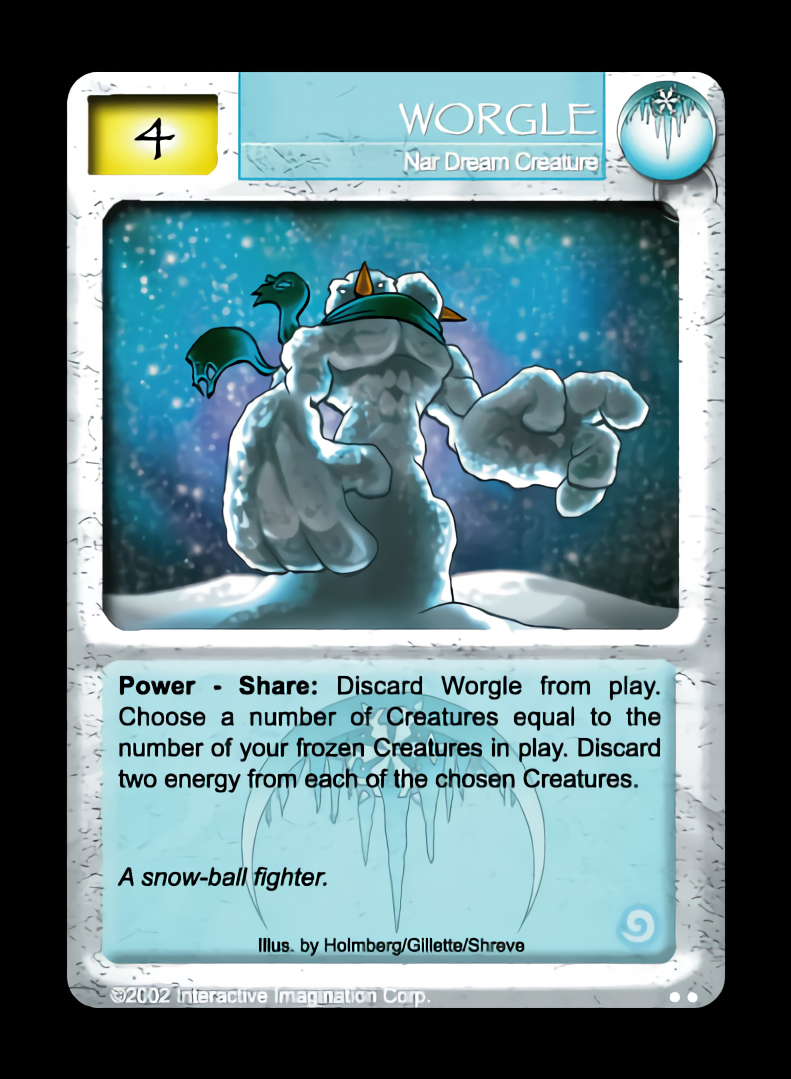 4
WORGLE
Nar Dream Creature
Power - Share: Discard Worgle from play.
Choose a number of Creatures equal to the
number of your frozen Creatures in play. Discard
two energy from each of the chosen Creatures.
A snow-ball fighter.
Illus. by Holmberg/Gillette/Shreve
©2002 Interactive Imagination Corp.